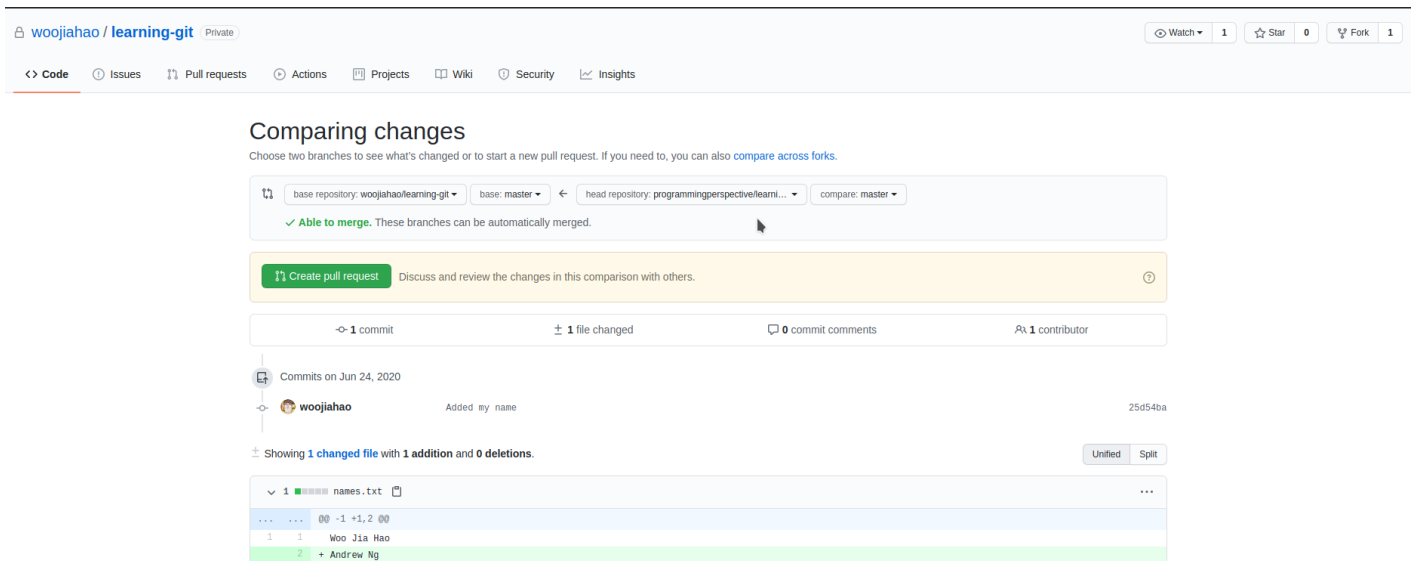 woojiahao / learning-git Private Watch 1 Star 0 Fork 1
Code Issues Pull requests Actions Projects Wiki Security Insights
Comparing changes
Choose two branches to see what's changed or to start a new pull request. If you need to, you can also compare across forks.
base repository: woojiahao/learning-git base: master head repository: programmingperspective/learni... compare: master
Able to merge. These branches can be automatically merged.
Create pull request Discuss and review the changes in this comparison with others.
1 commit 1 file changed 0 commit comments 1 contributor
Commits on Jun 24, 2020
woojiahao Added my name 25d54ba
Showing 1 changed file with 1 addition and 0 deletions. Unified Split
1 names.txt ...
... ... @@ -1 +1,2 @@
1 1 Woo Jia Hao
2 + Andrew Ng